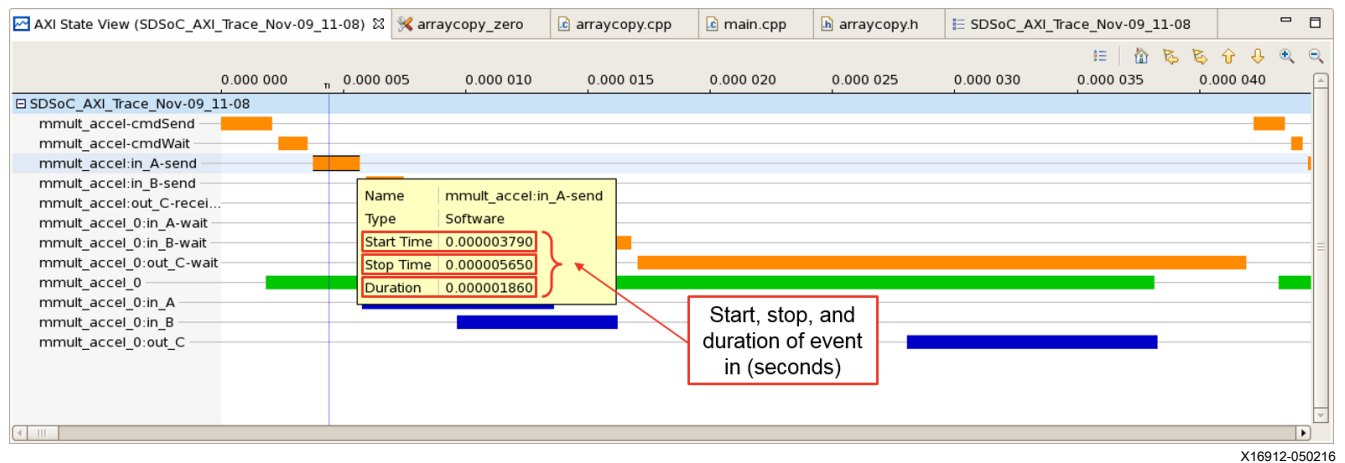 AXI State View (SDSoC_AXI_Trace_Nov-09_11-08) arraycopy_zero arraycopy.cpp main.cpp arraycopy.h SDSoC_AXI_Trace_Nov-09_11-08
0.000 000 0.000 005 0.000 010 0.000 015 0.000 020 0.000 025 0.000 030 0.000 035 0.000 040
SDSoC_AXI_Trace_Nov-09_11-08
mmult_accel-cmdSend
mmult_accel-cmdWait
mmult_accel:in_A-send
mmult_accel:in_B-send
mmult_accel:out_C-recei...
mmult_accel_0:in_A-wait
mmult_accel_0:in_B-wait
mmult_accel_0:out_C-wait
mmult_accel_0
mmult_accel_0:in_A
mmult_accel_0:in_B
mmult_accel_0:out_C
Name mmult_accel:in_A-send
Type Software
Start Time 0.000003790
Stop Time 0.000005650
Duration 0.000001860
Start, stop, and
duration of event
in (seconds)
X16912-050216